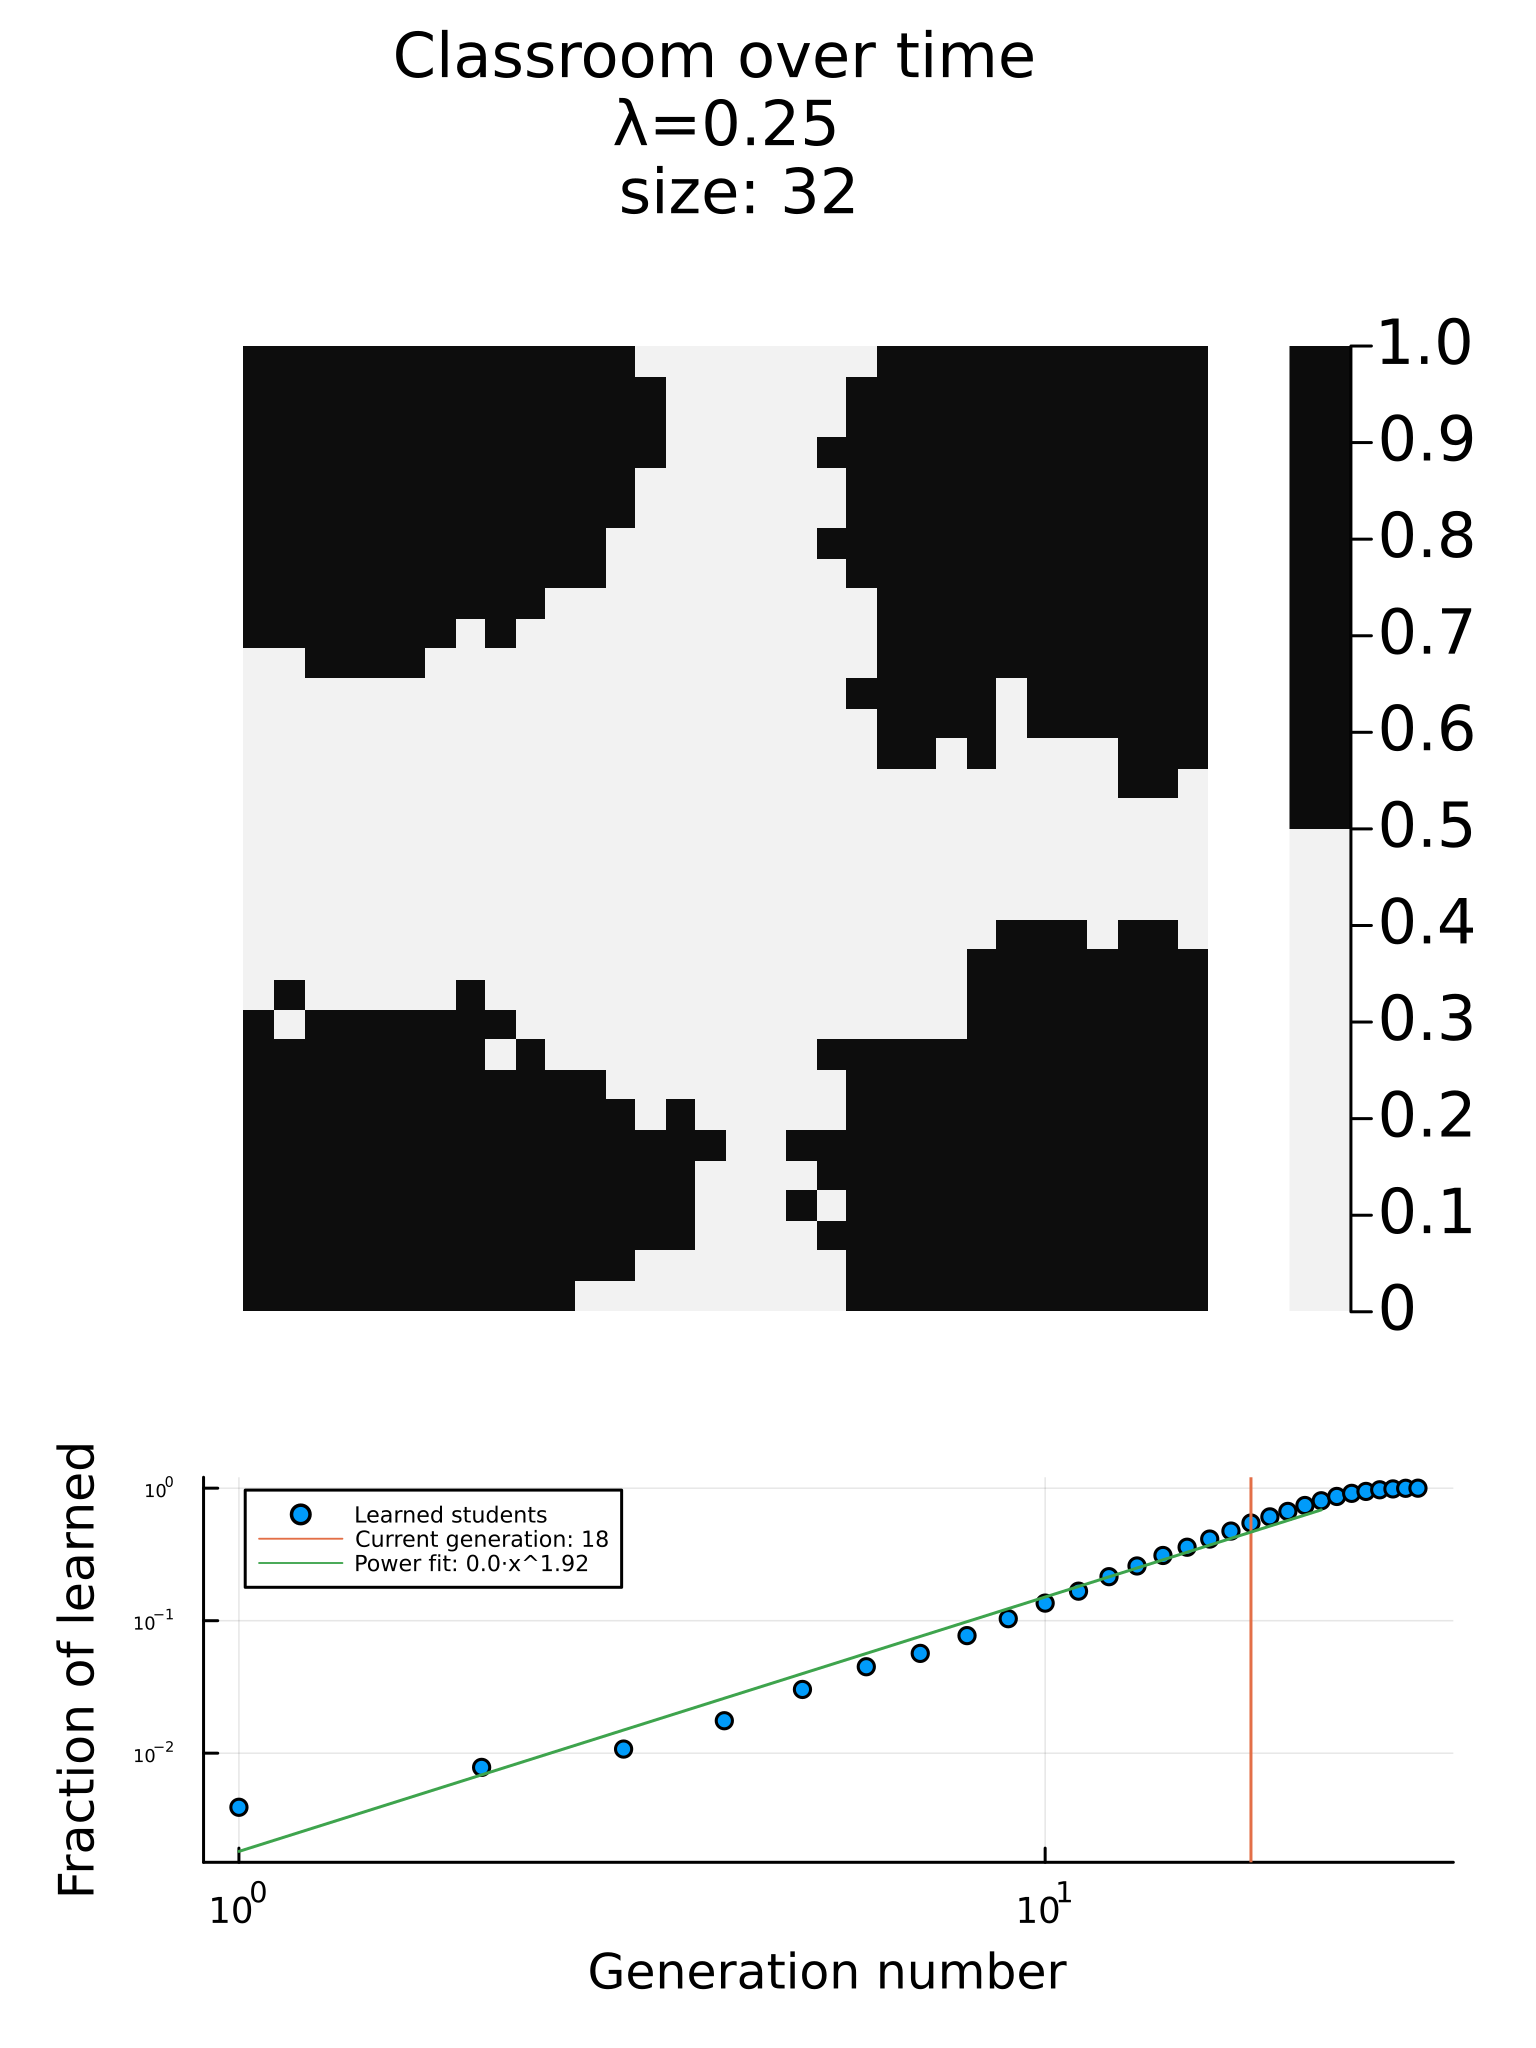 Classroom over time
λ=0.25
size: 32
1.0
0.9
0.8
0.7
0.6
0.5
0.4
0.3
0.2
0.1
0
Fraction of learned
10^0
10^−1
10^−2
Learned students
Current generation: 18
Power fit: 0.0·x^1.92
10^0
10^1
Generation number